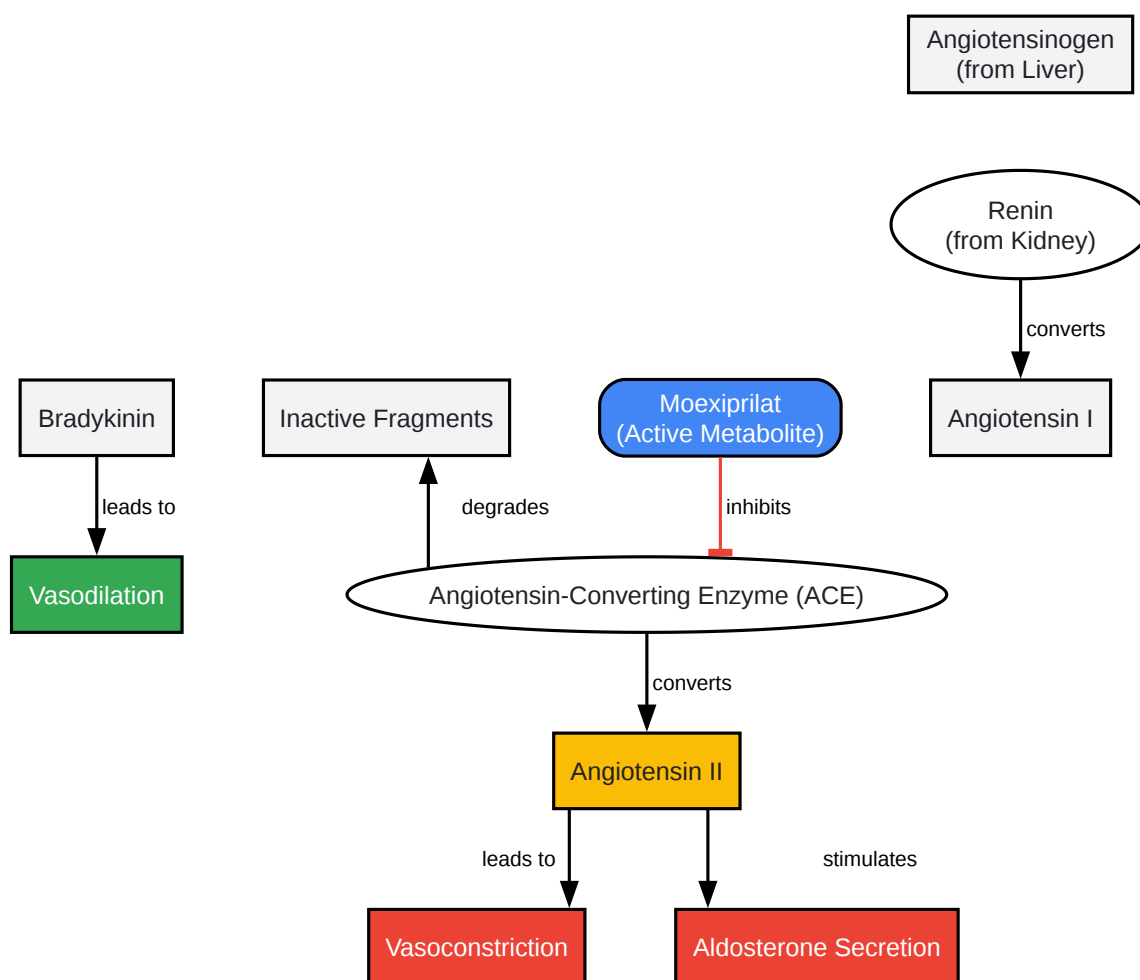 Angiotensinogen
(from Liver)
Renin
(from Kidney)
converts
Bradykinin
Inactive Fragments
Moexiprilat
(Active Metabolite)
Angiotensin I
leads to
degrades
inhibits
Vasodilation
Angiotensin-Converting Enzyme (ACE)
converts
Angiotensin II
leads to
stimulates
Vasoconstriction
Aldosterone Secretion